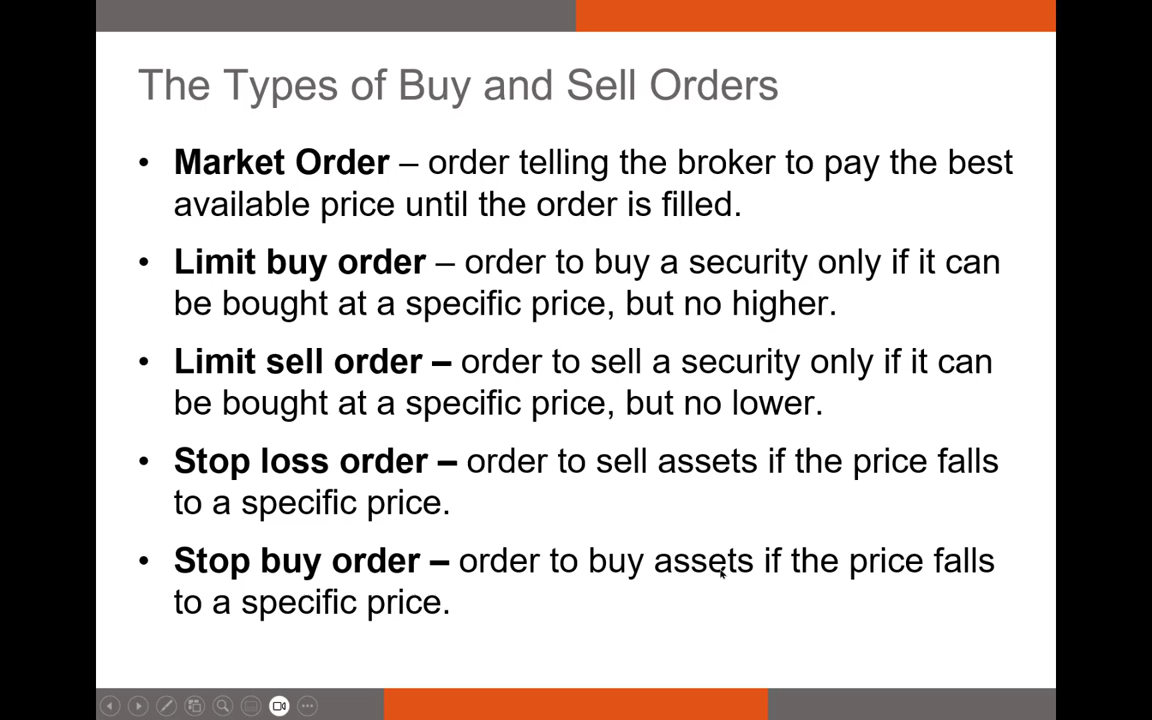 The Types of Buy and Sell Orders
• Market Order – order telling the broker to pay the best
available price until the order is filled.
• Limit buy order – order to buy a security only if it can
be bought at a specific price, but no higher.
• Limit sell order – order to sell a security only if it can
be bought at a specific price, but no lower.
• Stop loss order – order to sell assets if the price falls
to a specific price.
• Stop buy order – order to buy assets if the price falls
to a specific price.